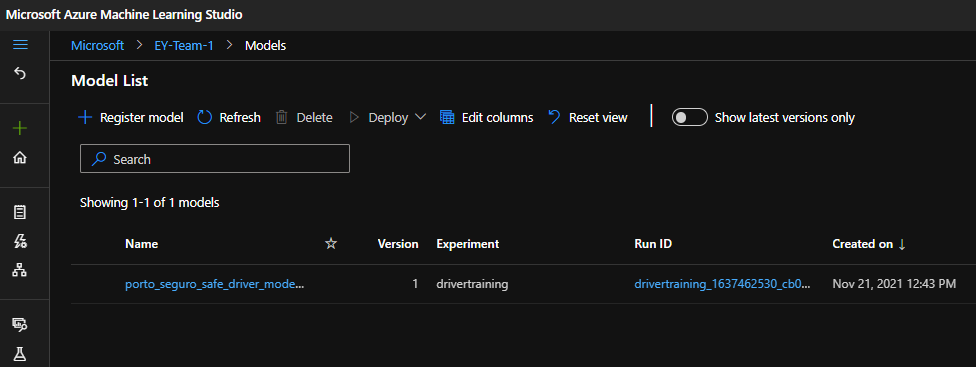 Microsoft Azure Machine Learning Studio
Microsoft > EY-Team-1 > Models
Model List
Register model Refresh Delete Deploy Edit columns Reset view Show latest versions only
Search
Showing 1-1 of 1 models
Name Version Experiment Run ID Created on ↓
porto_seguro_safe_driver_mode... 1 drivertraining drivertraining_1637462530_cb0... Nov 21, 2021 12:43 PM